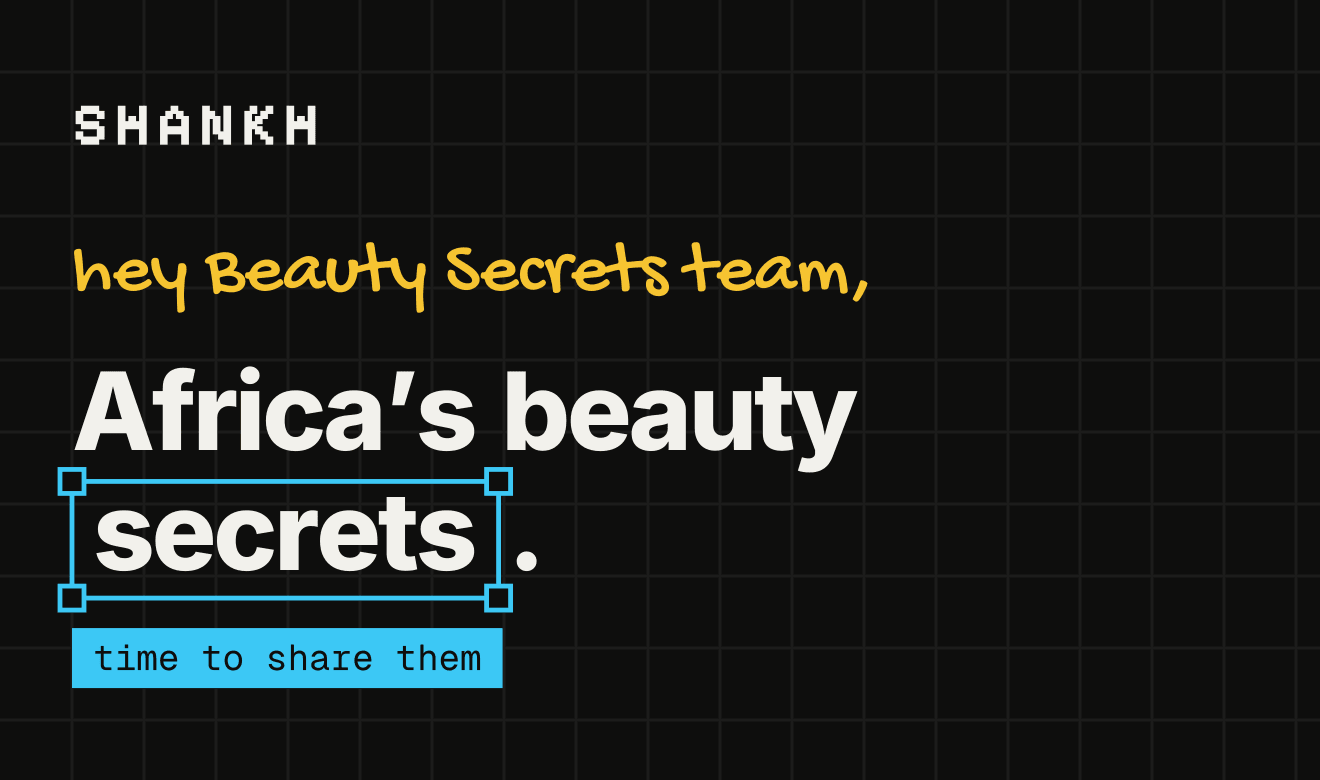 SHANKH
hey Beauty Secrets team,
Africa’s beauty
secrets.
time to share them